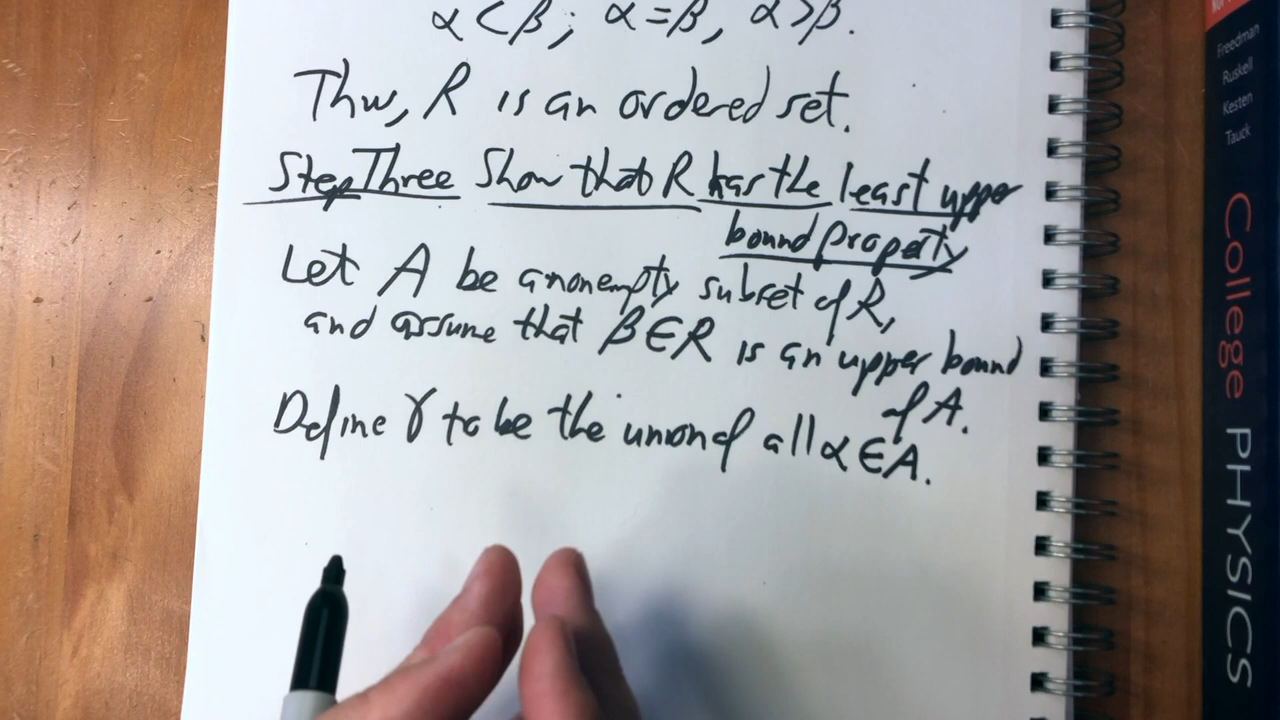 α < β; α = β, α > β.
Thus, R is an ordered set.
Step Three Show that R has the least upper
bound property
Let A be a nonempty subset of R,
and assume that β ∈ R is an upper bound
of A.
Define γ to be the union of all α ∈ A.
Freedman
Ruskell
Kesten
Tauck
College PHYSICS